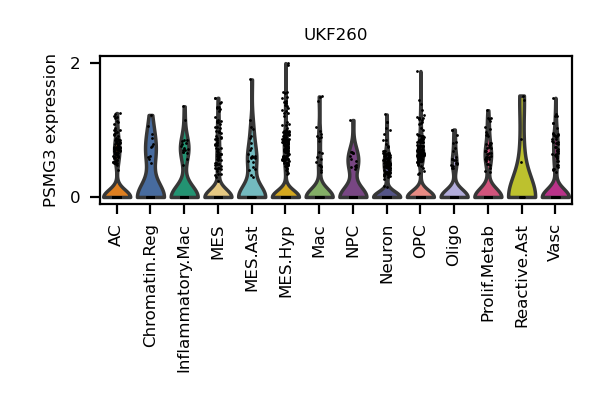 UKF260
PSMG3 expression
2
0
AC
Chromatin.Reg
Inflammatory.Mac
MES
MES.Ast
MES.Hyp
Mac
NPC
Neuron
OPC
Oligo
Prolif.Metab
Reactive.Ast
Vasc